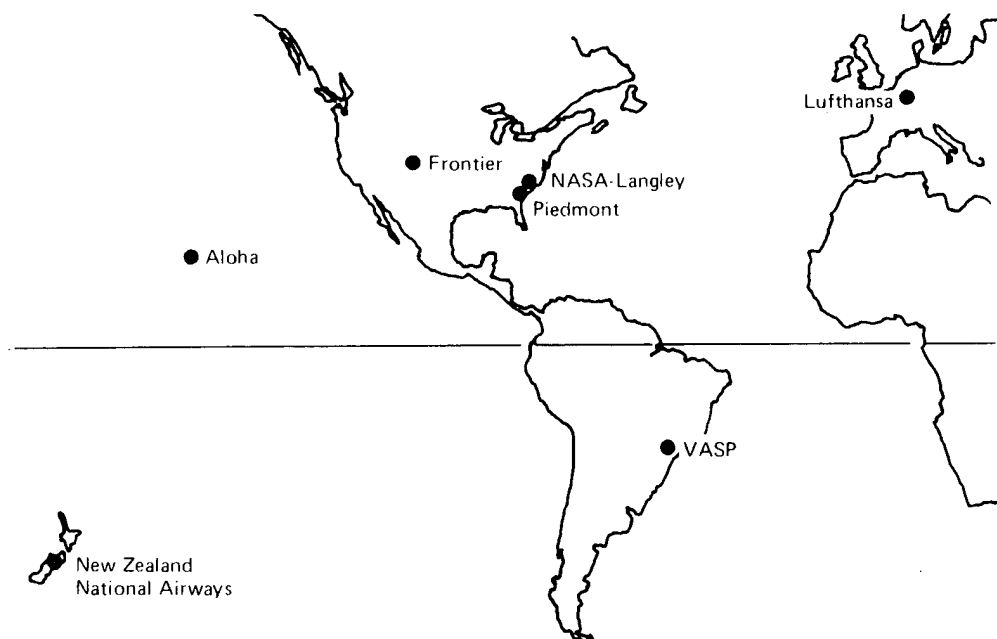 Lufthansa
Frontier
NASA-Langley
Piedmont
Aloha
VASP
New Zealand
National Airways